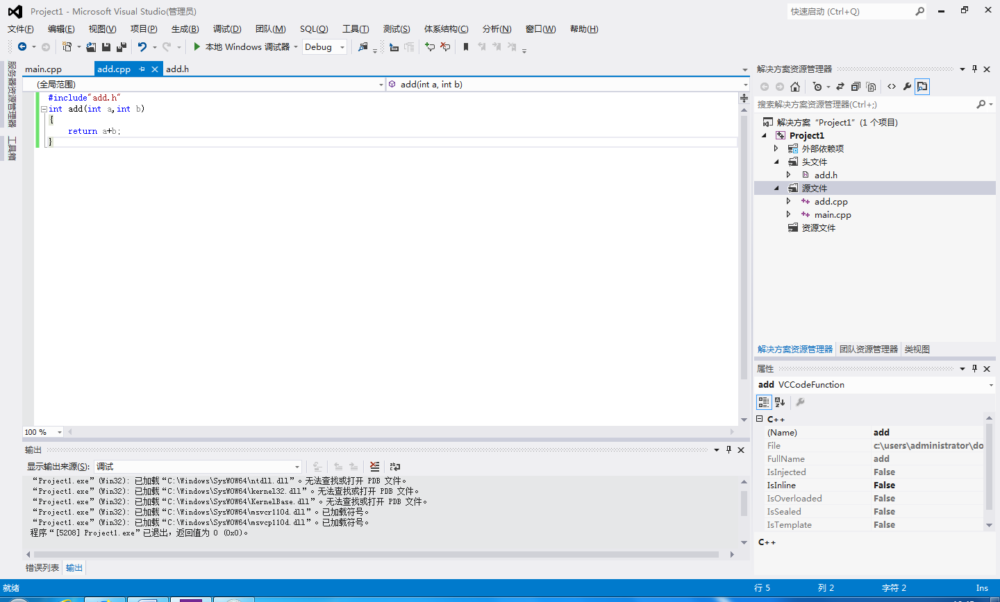 Project1 - Microsoft Visual Studio(管理员)
快速启动 (Ctrl+Q)
文件(F) 编辑(E) 视图(V) 项目(P) 生成(B) 调试(D) 团队(M) SQL(Q) 工具(T) 测试(S) 体系结构(C) 分析(N) 窗口(W) 帮助(H)
本地 Windows 调试器 Debug
服务器资源管理器
工具箱
main.cpp add.cpp add.h
(全局范围) add(int a, int b)
#include"add.h"
int add(int a,int b)
{
return a+b;
}
100 %
输出
显示输出来源(S): 调试
“Project1.exe”(Win32): 已加载“C:\Windows\SysWOW64\ntdll.dll”。无法查找或打开 PDB 文件。
“Project1.exe”(Win32): 已加载“C:\Windows\SysWOW64\kernel32.dll”。无法查找或打开 PDB 文件。
“Project1.exe”(Win32): 已加载“C:\Windows\SysWOW64\KernelBase.dll”。无法查找或打开 PDB 文件。
“Project1.exe”(Win32): 已加载“C:\Windows\SysWOW64\msvcr110d.dll”。已加载符号。
“Project1.exe”(Win32): 已加载“C:\Windows\SysWOW64\msvcp110d.dll”。已加载符号。
程序“[5208] Project1.exe”已退出，返回值为 0 (0x0)。
错误列表 输出
解决方案资源管理器
搜索解决方案资源管理器(Ctrl+;)
解决方案 “Project1” (1 个项目)
Project1
外部依赖项
头文件
add.h
源文件
add.cpp
main.cpp
资源文件
解决方案资源管理器 团队资源管理器 类视图
属性
add VCCodeFunction
C++
(Name) add
File c:\users\administrator\do
FullName add
IsInjected False
IsInline False
IsOverloaded False
IsSealed False
IsTemplate False
C++
就绪 行 5 列 2 字符 2 Ins